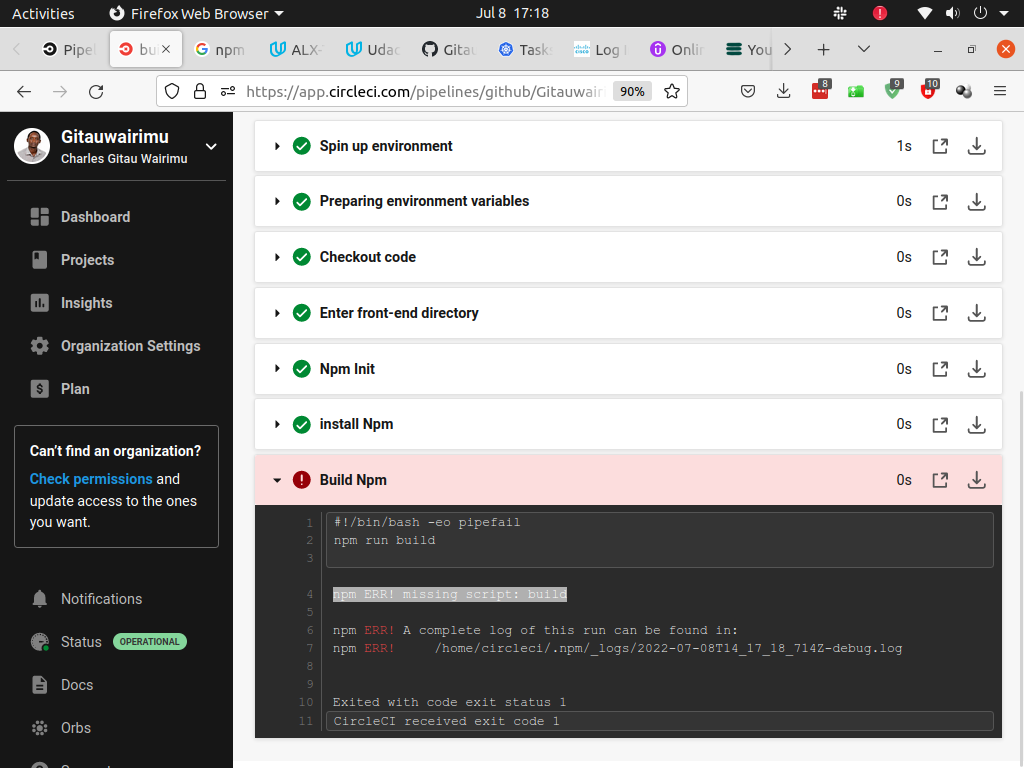 Activities
Firefox Web Browser
Jul 8 17:18
Pipel
bu
npm
ALX-
Udac
Gitau
Tasks
Log
Onli
You
https://app.circleci.com/pipelines/github/Gitauwairi
90%
8
9
10
Gitauwairimu
Charles Gitau Wairimu
Dashboard
Projects
Insights
Organization Settings
Plan
Can't find an organization?
Check permissions and
update access to the ones
you want.
Notifications
Status OPERATIONAL
Docs
Orbs
Spin up environment 1s
Preparing environment variables 0s
Checkout code 0s
Enter front-end directory 0s
Npm Init 0s
install Npm 0s
Build Npm 0s
1 #!/bin/bash -eo pipefail
2 npm run build
3
4 npm ERR! missing script: build
5
6 npm ERR! A complete log of this run can be found in:
7 npm ERR! /home/circleci/.npm/_logs/2022-07-08T14_17_18_714Z-debug.log
8
9
10 Exited with code exit status 1
11 CircleCI received exit code 1